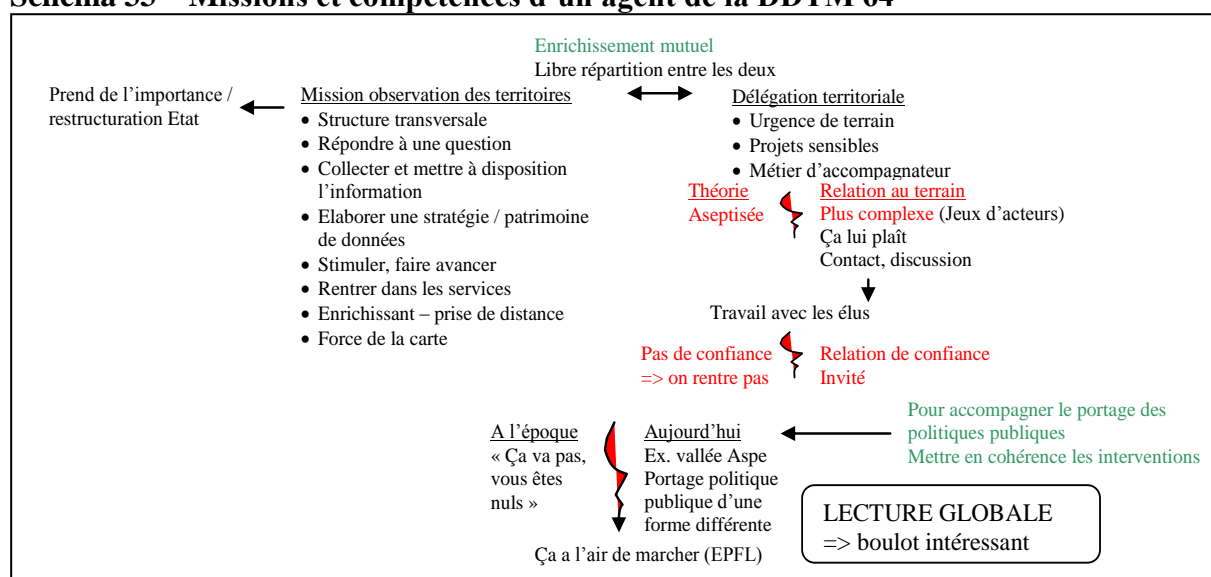 Schéma 35 – Missions et compétences d'un agent de la DDTM 64
Enrichissement mutuel
Libre répartition entre les deux
Prend de l'importance /
restructuration Etat
Mission observation des territoires
• Structure transversale
• Répondre à une question
• Collecter et mettre à disposition
l'information
• Elaborer une stratégie / patrimoine
de données
• Stimuler, faire avancer
• Rentrer dans les services
• Enrichissant – prise de distance
• Force de la carte
Délégation territoriale
• Urgence de terrain
• Projets sensibles
• Métier d'accompagnateur
Théorie
Aseptisée
Relation au terrain
Plus complexe (Jeux d'acteurs)
Ça lui plaît
Contact, discussion
Travail avec les élus
Pas de confiance
=> on rentre pas
Relation de confiance
Invité
Pour accompagner le portage des
politiques publiques
Mettre en cohérence les interventions
A l'époque
« Ça va pas,
vous êtes
nuls »
Aujourd'hui
Ex. vallée Aspe
Portage politique
publique d'une
forme différente
LECTURE GLOBALE
=> boulot intéressant
Ça a l'air de marcher (EPFL)